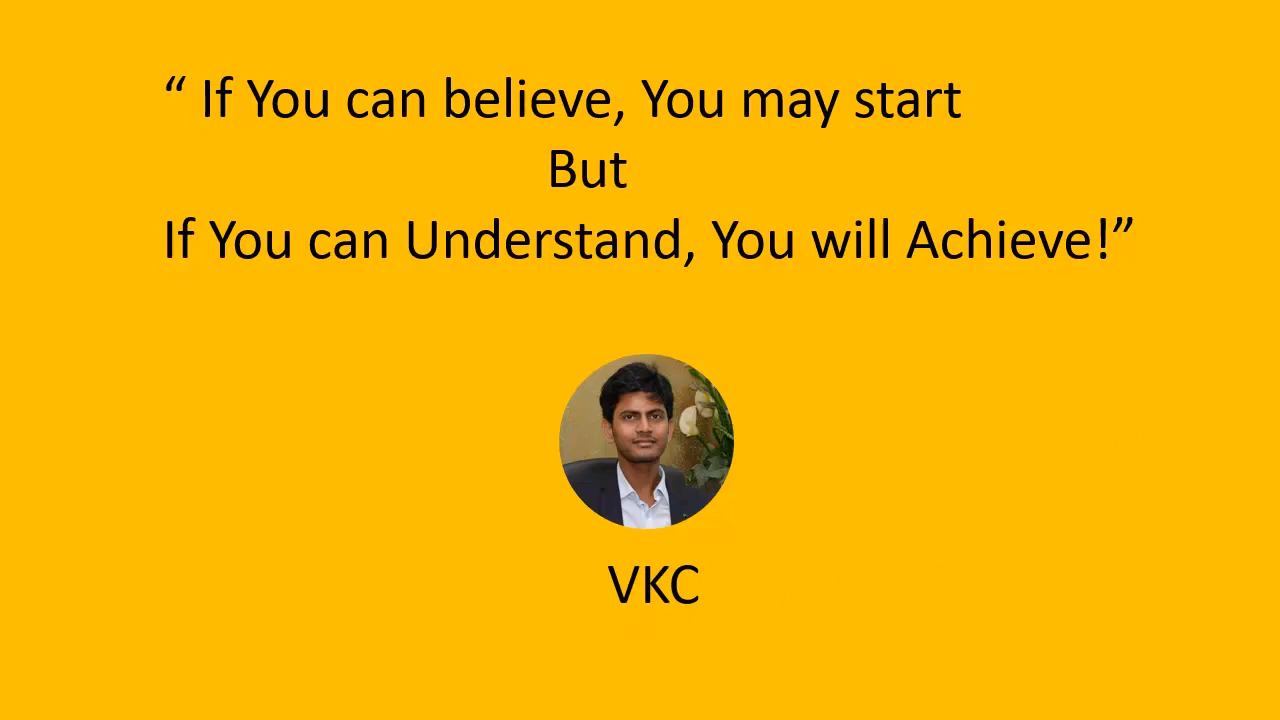 “ If You can believe, You may start
But
If You can Understand, You will Achieve!”
VKC